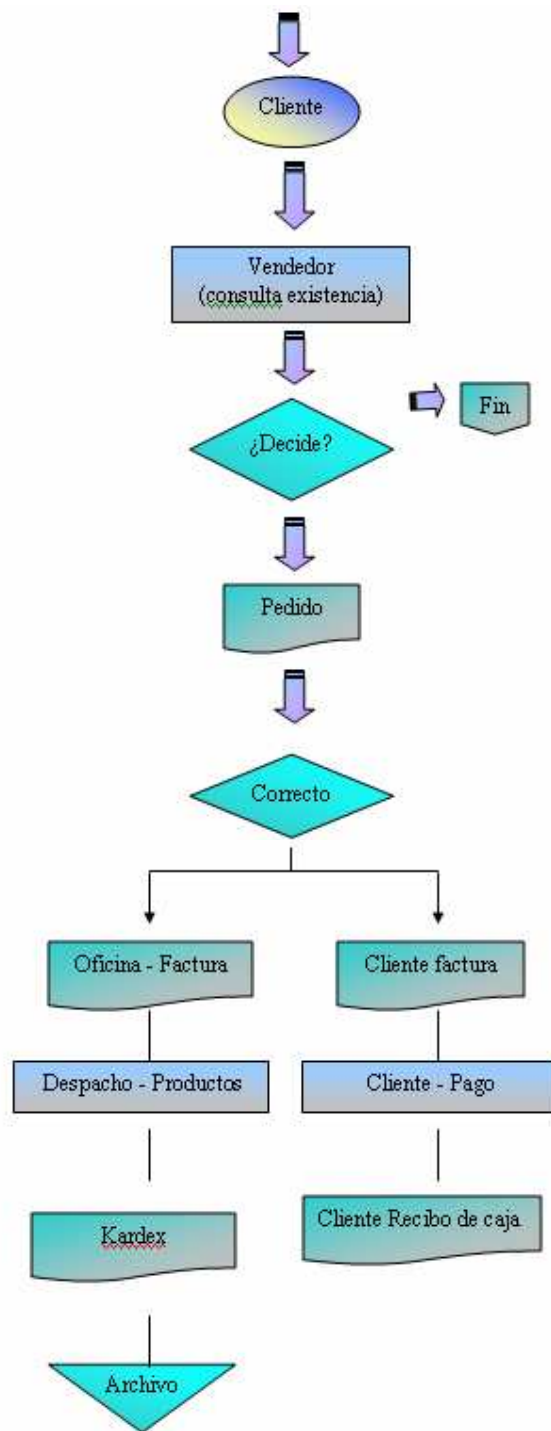 Cliente
Vendedor
(consulta existencia)
¿Decide?
Fin
Pedido
Correcto
Oficina - Factura
Cliente factura
Despacho - Productos
Cliente - Pago
Kardex
Cliente Recibo de caja
Archivo